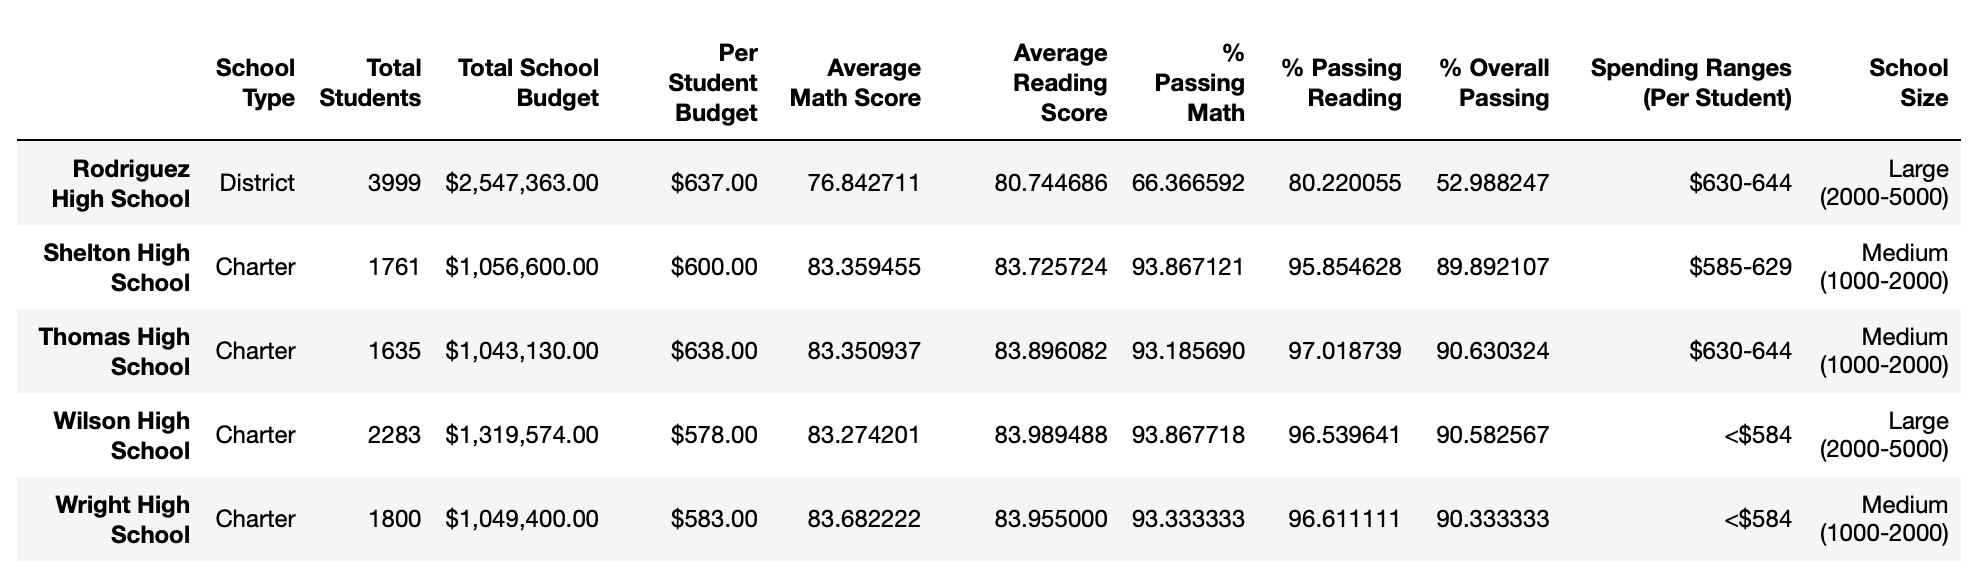 School Type Total Students Total School Budget Per Student Budget Average Math Score Average Reading Score % Passing Math % Passing Reading % Overall Passing Spending Ranges (Per Student) School Size
Rodriguez High School District 3999 $2,547,363.00 $637.00 76.842711 80.744686 66.366592 80.220055 52.988247 $630-644 Large (2000-5000)
Shelton High School Charter 1761 $1,056,600.00 $600.00 83.359455 83.725724 93.867121 95.854628 89.892107 $585-629 Medium (1000-2000)
Thomas High School Charter 1635 $1,043,130.00 $638.00 83.350937 83.896082 93.185690 97.018739 90.630324 $630-644 Medium (1000-2000)
Wilson High School Charter 2283 $1,319,574.00 $578.00 83.274201 83.989488 93.867718 96.539641 90.582567 <$584 Large (2000-5000)
Wright High School Charter 1800 $1,049,400.00 $583.00 83.682222 83.955000 93.333333 96.611111 90.333333 <$584 Medium (1000-2000)